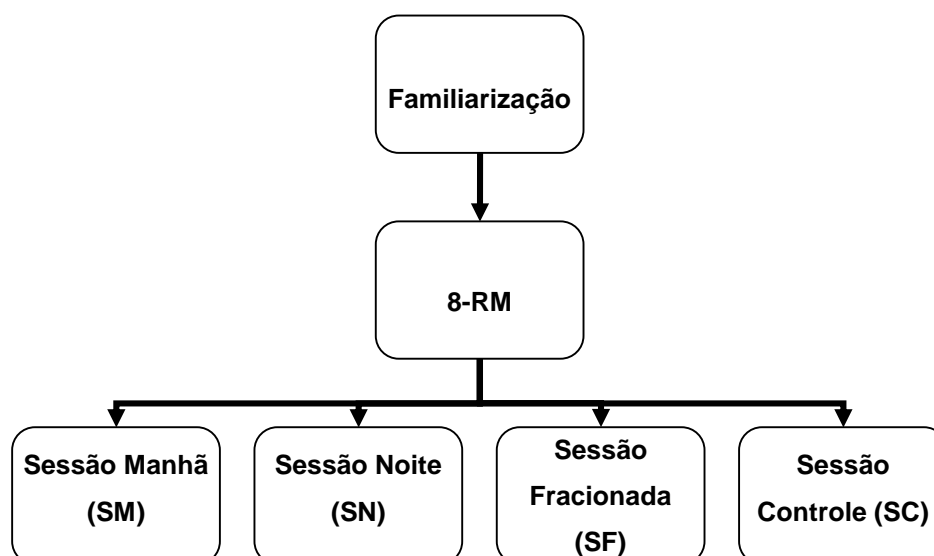 Familiarização
8-RM
Sessão Manhã
(SM)
Sessão Noite
(SN)
Sessão
Fracionada
(SF)
Sessão
Controle (SC)